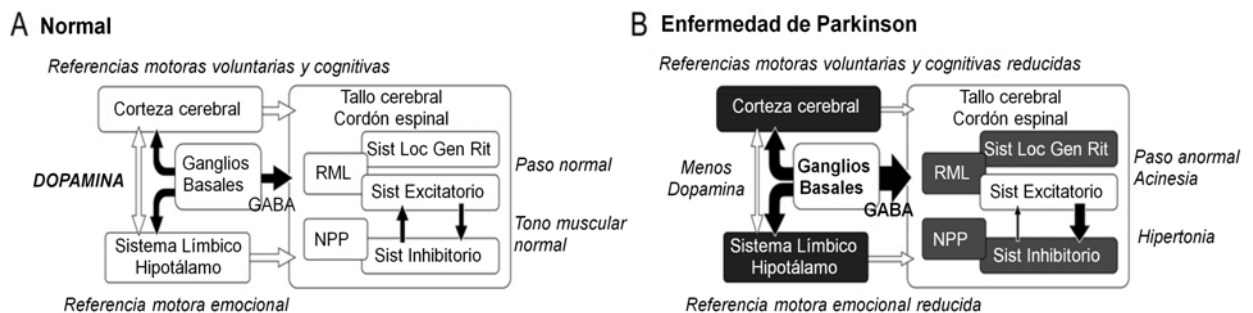 A Normal
Referencias motoras voluntarias y cognitivas
Corteza cerebral
Tallo cerebral
Cordón espinal
Sist Loc Gen Rit
RML
Ganglios
Basales
DOPAMINA
GABA
Sist Excitatorio
Paso normal
Tono muscular
normal
NPP
Sist Inhibitorio
Sistema Límbico
Hipotálamo
Referencia motora emocional
B Enfermedad de Parkinson
Referencias motoras voluntarias y cognitivas reducidas
Corteza cerebral
Tallo cerebral
Cordón espinal
Sist Loc Gen Rit
RML
Menos
Dopamina
Ganglios
Basales
GABA
Sist Excitatorio
Paso anormal
Acinesia
NPP
Sist Inhibitorio
Hipertonia
Sistema Límbico
Hipotálamo
Referencia motora emocional reducida